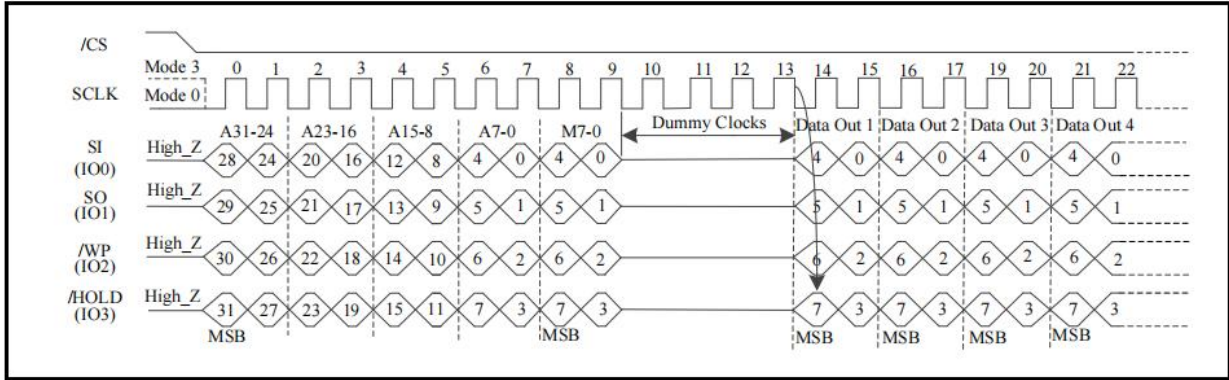 /CS
Mode 3 0 1 2 3 4 5 6 7 8 9 10 11 12 13 14 15 16 17 19 20 21 22
SCLK Mode 0
A31-24 A23-16 A15-8 A7-0 M7-0 Dummy Clocks Data Out 1 Data Out 2 Data Out 3 Data Out 4
SI High_Z 28 24 20 16 12 8 4 0 4 0 4 0 4 0 4 0 4 0
(IO0)
SO High_Z 29 25 21 17 13 9 5 1 5 1 5 1 5 1 5 1 5 1
(IO1)
/WP High_Z 30 26 22 18 14 10 6 2 6 2 6 2 6 2 6 2 6 2
(IO2)
/HOLD High_Z 31 27 23 19 15 11 7 3 7 3 7 3 7 3 7 3 7 3
(IO3)
MSB MSB MSB MSB MSB MSB